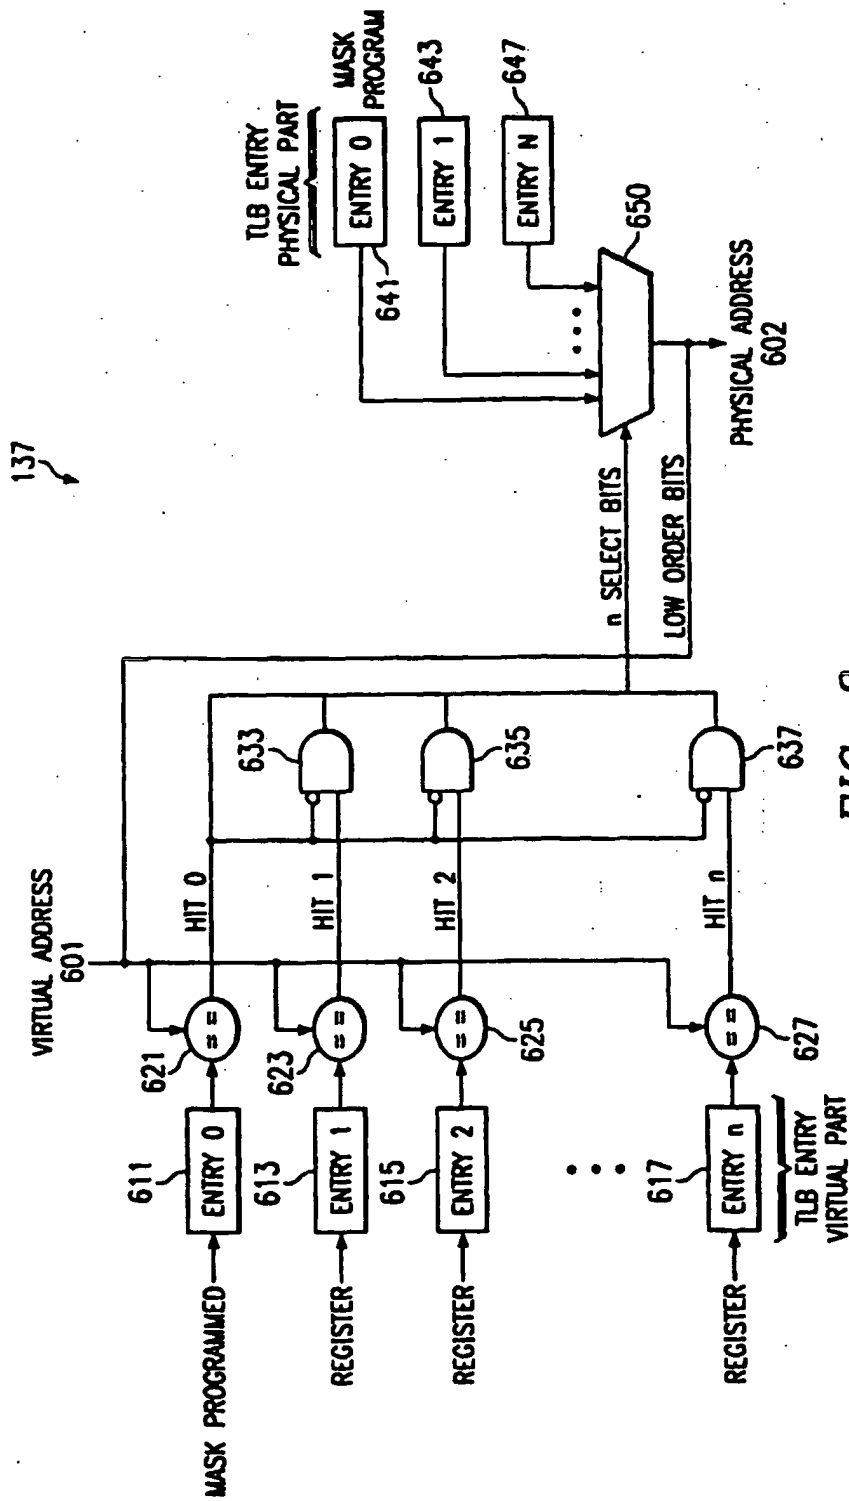 137
VIRTUAL ADDRESS
601
MASK PROGRAMMED
611
ENTRY 0
621
==
HIT 0
REGISTER
613
ENTRY 1
623
==
HIT 1
633
REGISTER
615
ENTRY 2
625
==
HIT 2
635
REGISTER
617
ENTRY n
627
==
HIT n
637
TLB ENTRY
VIRTUAL PART
n SELECT BITS
LOW ORDER BITS
TLB ENTRY
PHYSICAL PART
MASK
PROGRAM
ENTRY 0
641
ENTRY 1
643
ENTRY N
647
650
PHYSICAL ADDRESS
602
FIG.